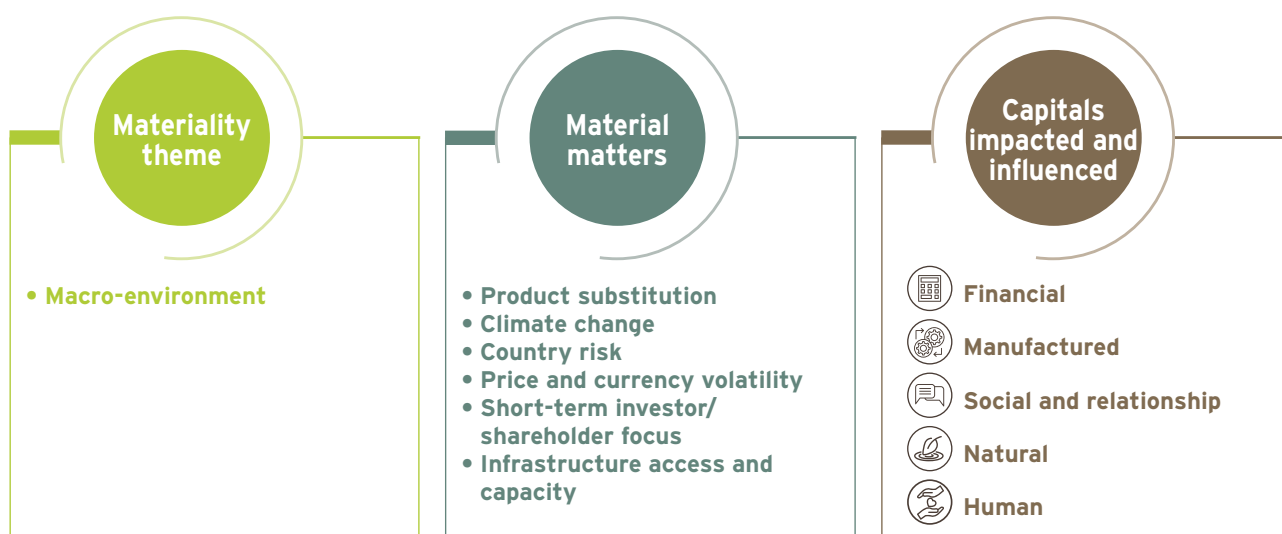 Materiality
theme
• Macro-environment
Material
matters
• Product substitution
• Climate change
• Country risk
• Price and currency volatility
• Short-term investor/
shareholder focus
• Infrastructure access and
capacity
Capitals
impacted and
influenced
Financial
Manufactured
Social and relationship
Natural
Human